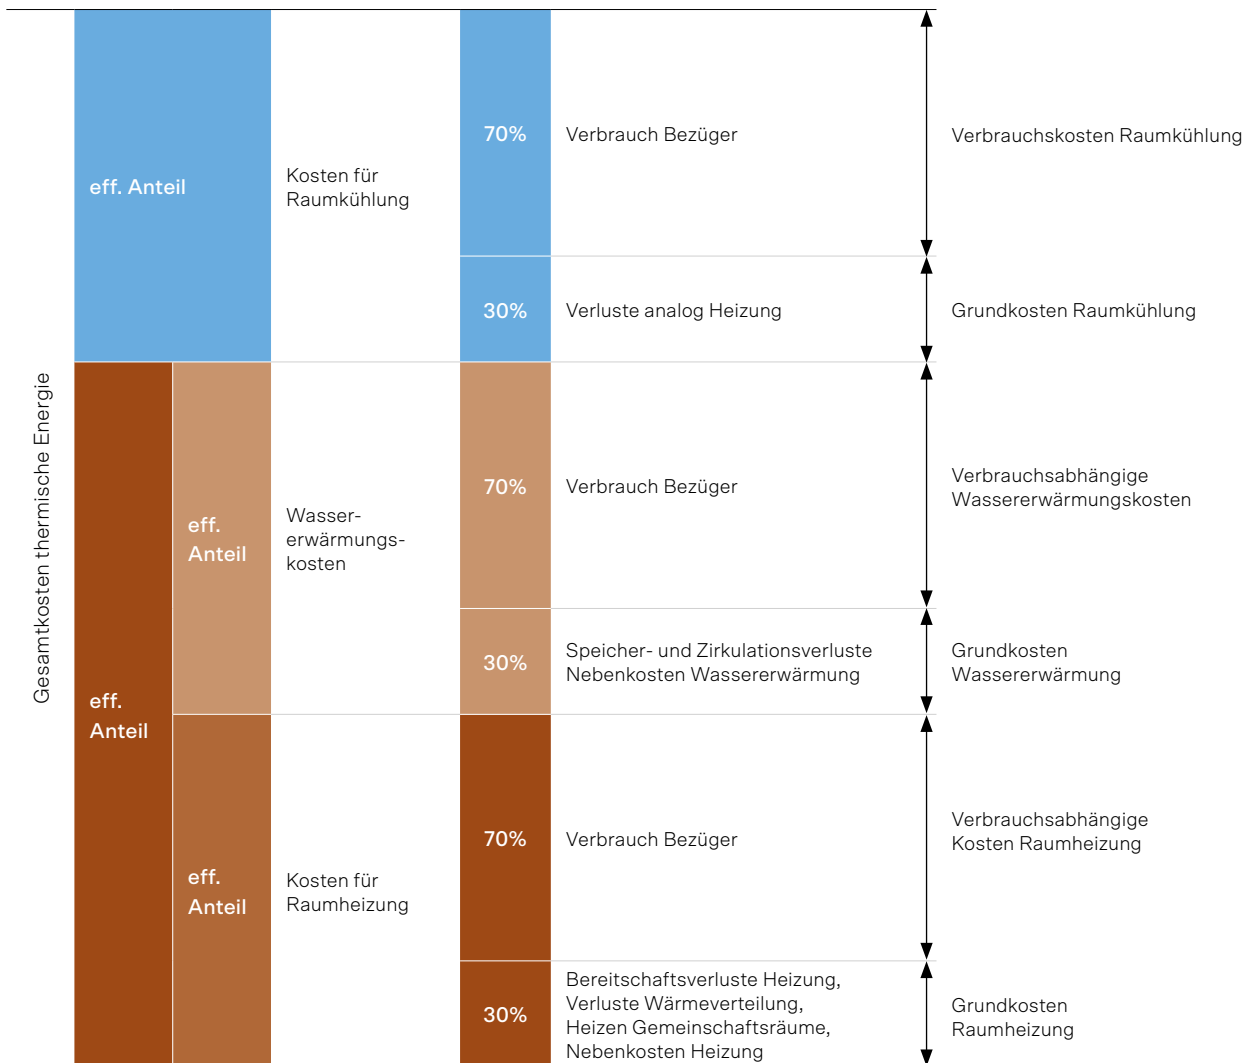 Gesamtkosten thermische Energie
eff. Anteil
Kosten für
Raumkühlung
70%
Verbrauch Bezüger
Verbrauchskosten Raumkühlung
30%
Verluste analog Heizung
Grundkosten Raumkühlung
eff.
Anteil
eff.
Anteil
Wasser-
erwärmungs-
kosten
70%
Verbrauch Bezüger
Verbrauchsabhängige
Wassererwärmungskosten
30%
Speicher- und Zirkulationsverluste
Nebenkosten Wassererwärmung
Grundkosten
Wassererwärmung
eff.
Anteil
Kosten für
Raumheizung
70%
Verbrauch Bezüger
Verbrauchsabhängige
Kosten Raumheizung
30%
Bereitschaftsverluste Heizung,
Verluste Wärmeverteilung,
Heizen Gemeinschaftsräume,
Nebenkosten Heizung
Grundkosten
Raumheizung